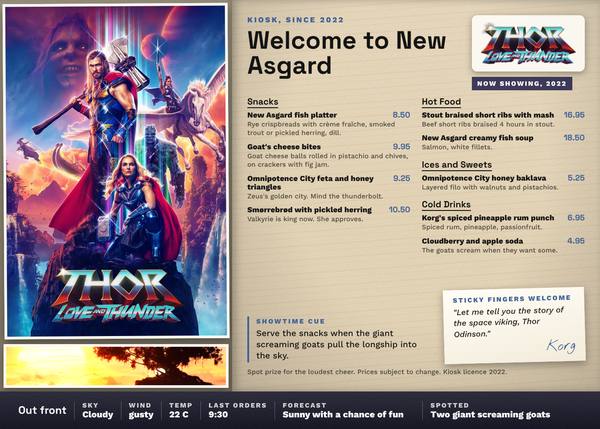 THOR
LOVE AND THUNDER
KIOSK, SINCE 2022
Welcome to New
Asgard
THOR
LOVE AND THUNDER
NOW SHOWING, 2022
Snacks
New Asgard fish platter 8.50
Rye crispbreads with crème fraîche, smoked
trout or pickled herring, dill.
Goat's cheese bites 9.95
Goat cheese balls rolled in pistachio and chives,
on crackers with fig jam.
Omnipotence City feta and honey 9.25
triangles
Zeus's golden city. Mind the thunderbolt.
Smørrebrød with pickled herring 10.50
Valkyrie is king now. She approves.
Hot Food
Stout braised short ribs with mash 16.95
Beef short ribs braised 4 hours in stout.
New Asgard creamy fish soup 18.50
Salmon, white fillets.
Ices and Sweets
Omnipotence City honey baklava 5.25
Layered filo with walnuts and pistachios.
Cold Drinks
Korg's spiced pineapple rum punch 6.95
Spiced rum, pineapple, passionfruit.
Cloudberry and apple soda 4.95
The goats scream when they want some.
SHOWTIME CUE
Serve the snacks when the giant
screaming goats pull the longship into
the sky.
STICKY FINGERS WELCOME
"Let me tell you the story of
the space viking, Thor
Odinson."
Korg
Spot prize for the loudest cheer. Prices subject to change. Kiosk licence 2022.
Out front
SKY
Cloudy
WIND
gusty
TEMP
22 C
LAST ORDERS
9:30
FORECAST
Sunny with a chance of fun
SPOTTED
Two giant screaming goats